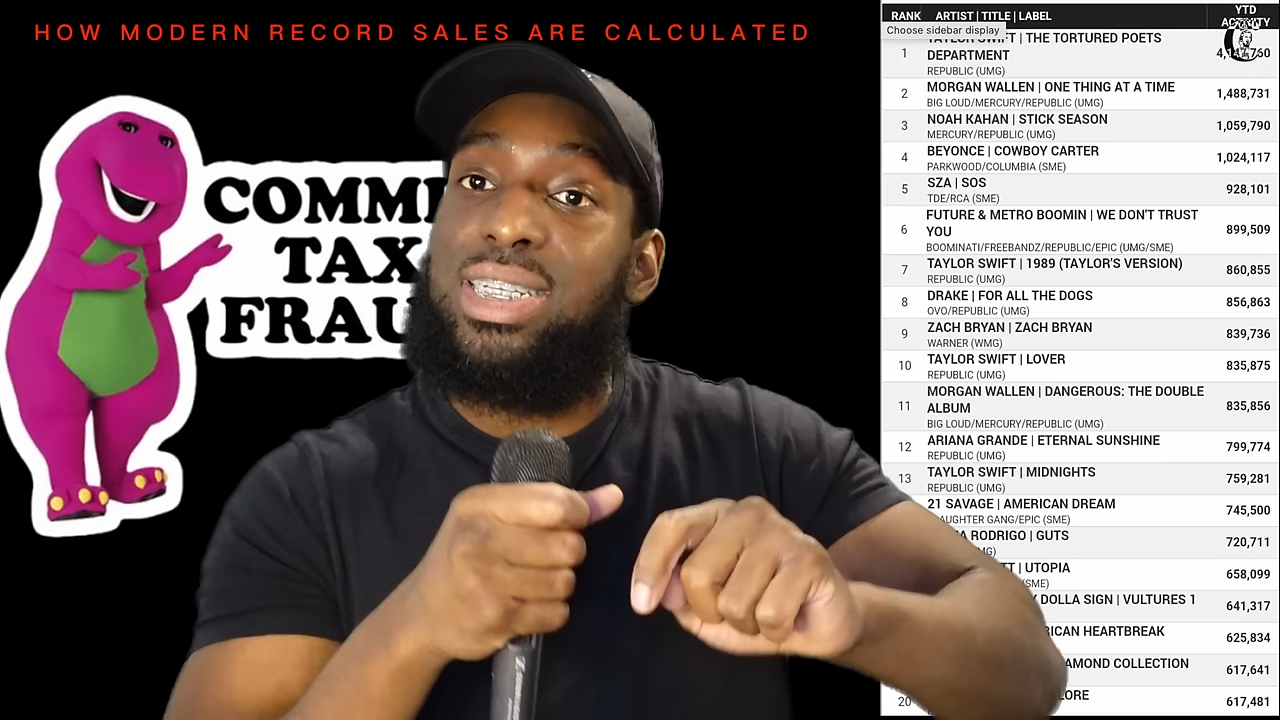 HOW MODERN RECORD SALES ARE CALCULATED
COMM
TAX
FRAU
RANK ARTIST | TITLE | LABEL YTD
Choose sidebar display
1 TAYLOR SWIFT | THE TORTURED POETS
DEPARTMENT
REPUBLIC (UMG)
2 MORGAN WALLEN | ONE THING AT A TIME 1,488,731
BIG LOUD/MERCURY/REPUBLIC (UMG)
3 NOAH KAHAN | STICK SEASON 1,059,790
MERCURY/REPUBLIC (UMG)
4 BEYONCE | COWBOY CARTER 1,024,117
PARKWOOD/COLUMBIA (SME)
5 SZA | SOS 928,101
TDE/RCA (SME)
6 FUTURE & METRO BOOMIN | WE DON'T TRUST
YOU 899,509
BOOMINATI/FREEBANDZ/REPUBLIC/EPIC (UMG/SME)
7 TAYLOR SWIFT | 1989 (TAYLOR'S VERSION) 860,855
REPUBLIC (UMG)
8 DRAKE | FOR ALL THE DOGS 856,863
OVO/REPUBLIC (UMG)
9 ZACH BRYAN | ZACH BRYAN 839,736
WARNER (WMG)
10 TAYLOR SWIFT | LOVER 835,875
REPUBLIC (UMG)
11 MORGAN WALLEN | DANGEROUS: THE DOUBLE
ALBUM 835,856
BIG LOUD/MERCURY/REPUBLIC (UMG)
12 ARIANA GRANDE | ETERNAL SUNSHINE 799,774
REPUBLIC (UMG)
13 TAYLOR SWIFT | MIDNIGHTS 759,281
REPUBLIC (UMG)
21 SAVAGE | AMERICAN DREAM 745,500
AUGHTER GANG/EPIC (SME)
RODRIGO | GUTS 720,711
MG)
TT | UTOPIA 658,099
SME)
DOLLA SIGN | VULTURES 1 641,317
RICAN HEARTBREAK 625,834
AMOND COLLECTION 617,641
20 LORE 617,481